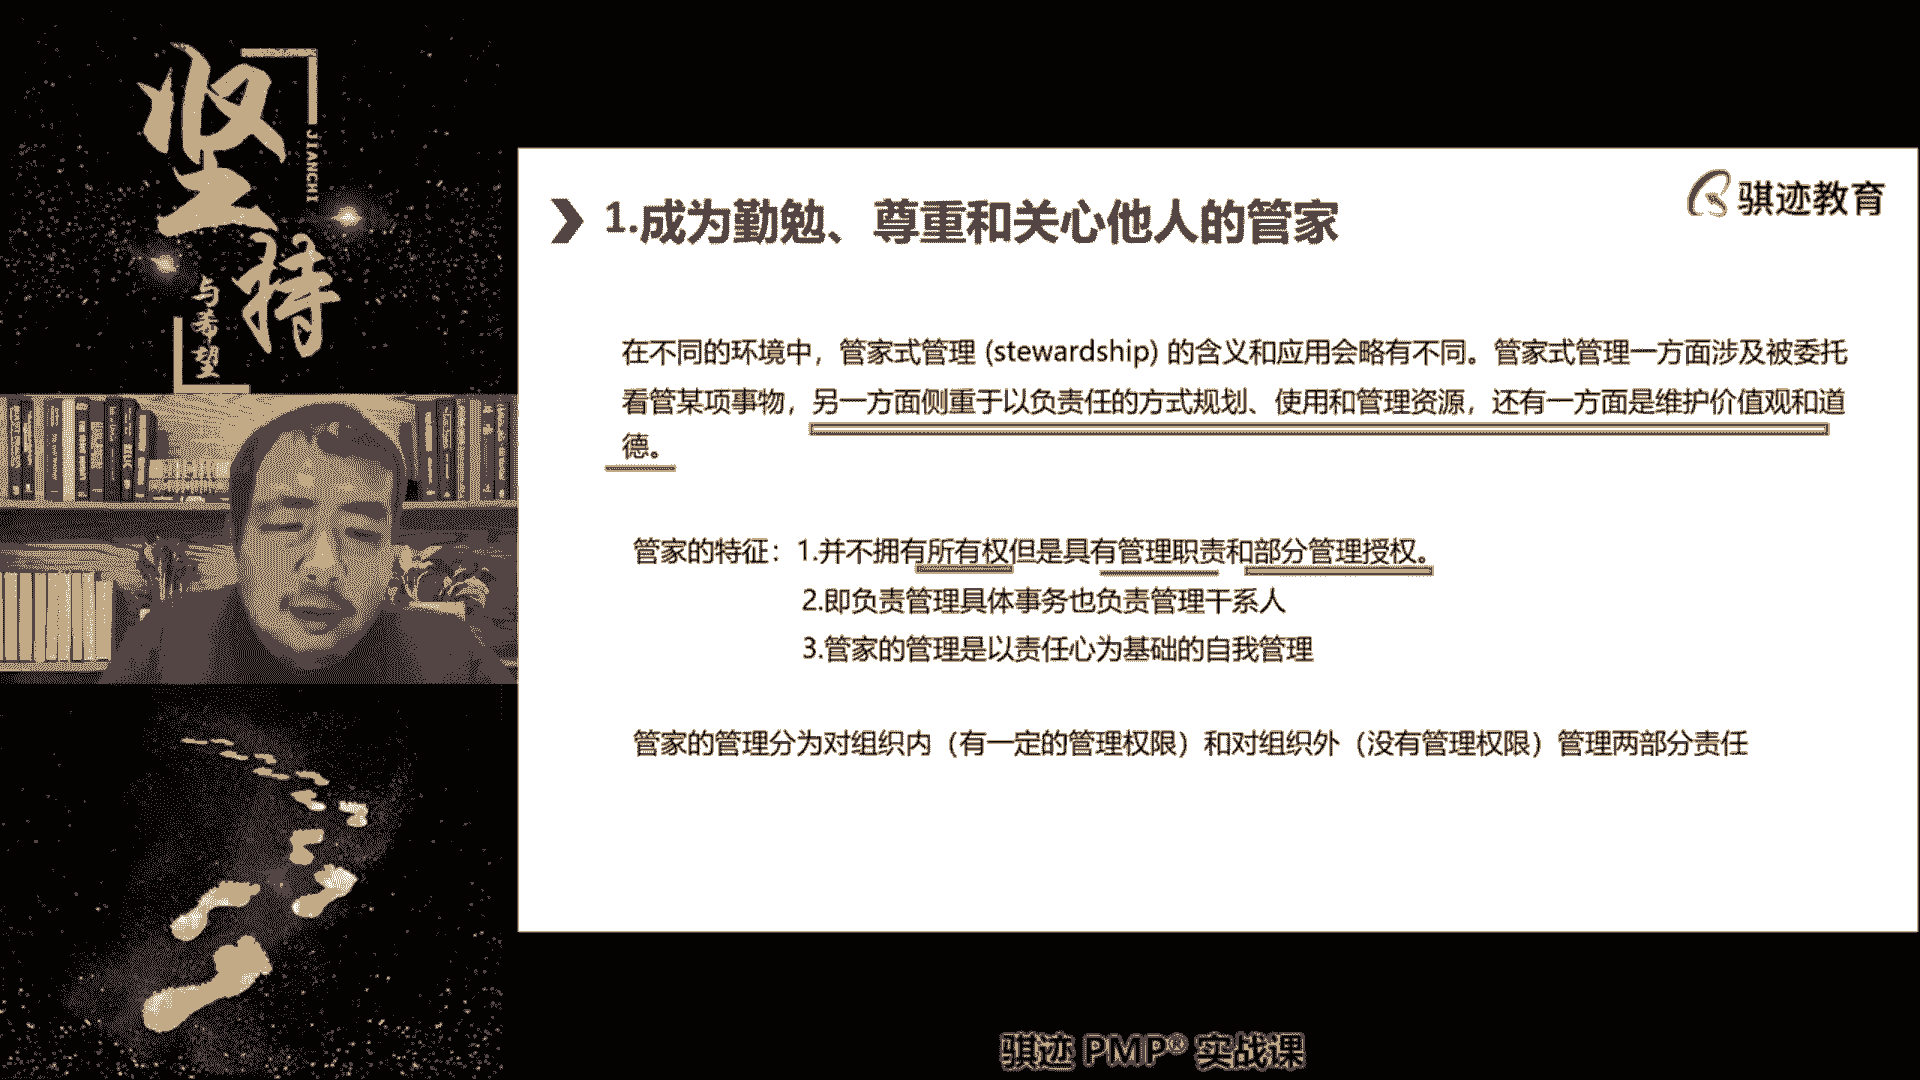 坚持
JIANCHI
与希望
骐迹教育
1.成为勤勉、尊重和关心他人的管家
在不同的环境中，管家式管理 (stewardship) 的含义和应用会略有不同。管家式管理一方面涉及被委托
看管某项事物，另一方面侧重于以负责任的方式规划、使用和管理资源，还有一方面是维护价值观和道
德。
管家的特征：1.并不拥有所有权但是具有管理职责和部分管理授权。
2.即负责管理具体事务也负责管理干系人
3.管家的管理是以责任心为基础的自我管理
管家的管理分为对组织内（有一定的管理权限）和对组织外（没有管理权限）管理两部分责任
骐迹 PMP® 实战课